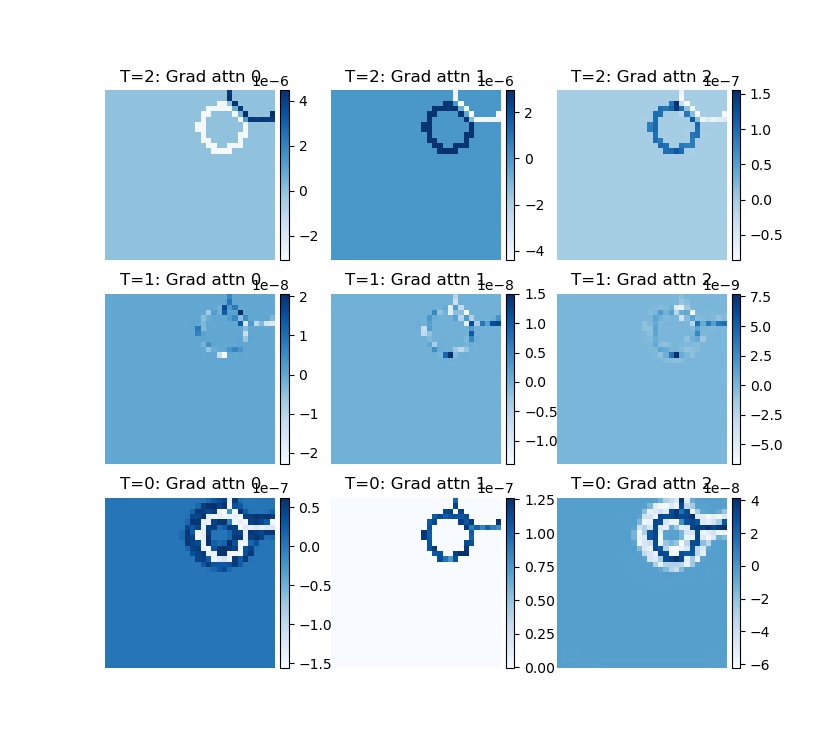 T=2: Grad attn 0
1e−6
4
2
0
−2
T=2: Grad attn 1
1e−6
2
0
−2
−4
T=2: Grad attn 2
1e−7
1.5
1.0
0.5
0.0
−0.5
T=1: Grad attn 0
1e−8
2
1
0
−1
−2
T=1: Grad attn 1
1e−8
1.5
1.0
0.5
0.0
−0.5
−1.0
T=1: Grad attn 2
1e−9
7.5
5.0
2.5
0.0
−2.5
−5.0
T=0: Grad attn 0
1e−7
0.5
0.0
−0.5
−1.0
−1.5
T=0: Grad attn 1
1e−7
1.25
1.00
0.75
0.50
0.25
0.00
T=0: Grad attn 2
1e−8
4
2
0
−2
−4
−6